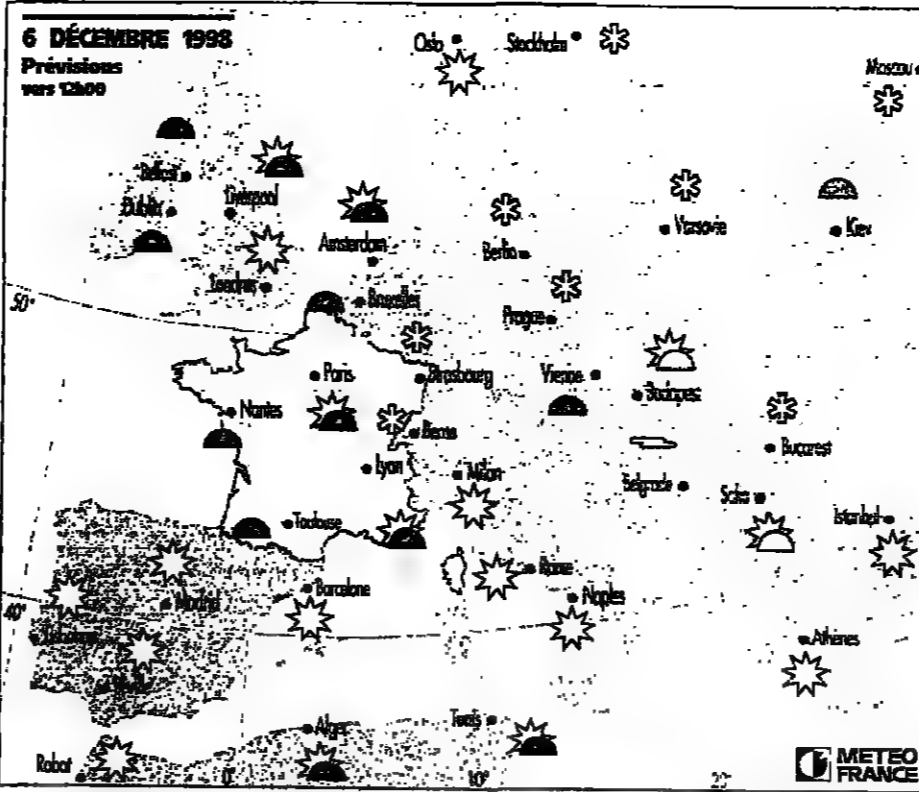 6 DÉCEMBRE 1998
Prévisions
vers 12h00
Oslo
Stockholm
Moscou
Belfast
Dublin
Liverpool
Amsterdam
Londres
Bruxelles
Berlin
Varsovie
Kiev
50°
Prague
Paris
Strasbourg
Vienne
Budapest
Nantes
Berne
Bucarest
Lyon
Milan
Belgrade
Sofia
Istanbul
Toulouse
Barcelone
Rome
Naples
Madrid
40°
Lisbonne
Athènes
Séville
Alger
Tunis
Rabat
0°
10°
20°
METEO
FRANCE